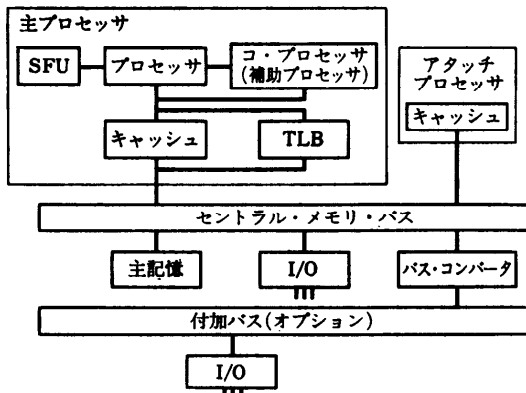 主プロセッサ
SFU
プロセッサ
コ・プロセッサ
(補助プロセッサ)
アタッチ
プロセッサ
キャッシュ
キャッシュ
TLB
セントラル・メモリ・バス
主記憶
I/O
バス・コンバータ
付加バス(オプション)
I/O